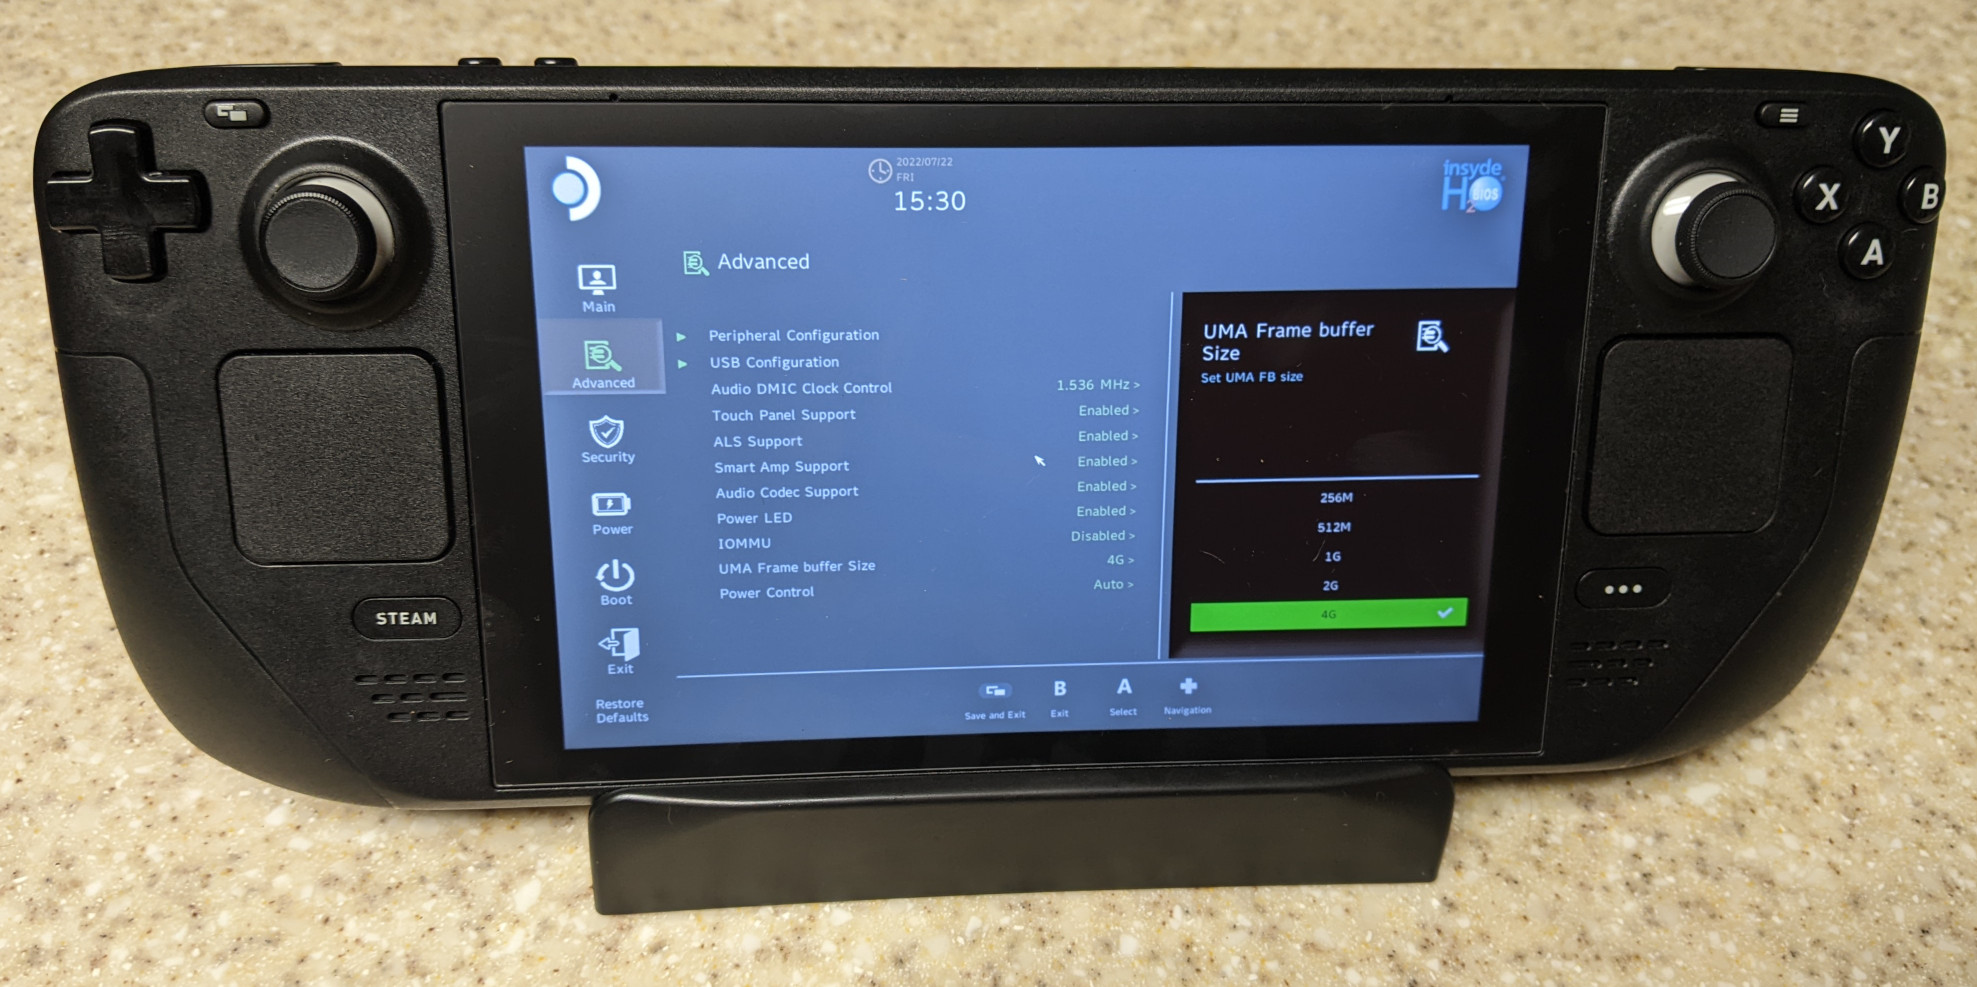 2022/07/22
FRI
15:30
insyde
H2O BIOS
Main
Advanced
Security
Power
Boot
Exit
Restore
Defaults
Advanced
Peripheral Configuration
USB Configuration
Audio DMIC Clock Control 1.536 MHz >
Touch Panel Support Enabled >
ALS Support Enabled >
Smart Amp Support Enabled >
Audio Codec Support Enabled >
Power LED Enabled >
IOMMU Disabled >
UMA Frame buffer Size 4G >
Power Control Auto >
UMA Frame buffer
Size
Set UMA FB size
256M
512M
1G
2G
4G
B
A
Save and Exit
Exit
Select
Navigation
STEAM
Y
X
B
A